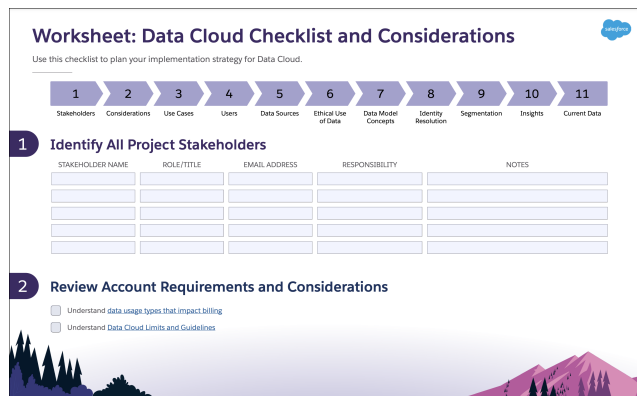 Worksheet: Data Cloud Checklist and Considerations
salesforce
Use this checklist to plan your implementation strategy for Data Cloud.
1 2 3 4 5 6 7 8 9 10 11
Stakeholders Considerations Use Cases Users Data Sources Ethical Use Data Model Identity Segmentation Insights Current Data
of Data Concepts Resolution
1 Identify All Project Stakeholders
STAKEHOLDER NAME ROLE/TITLE EMAIL ADDRESS RESPONSIBILITY NOTES
2 Review Account Requirements and Considerations
Understand data usage types that impact billing
Understand Data Cloud Limits and Guidelines